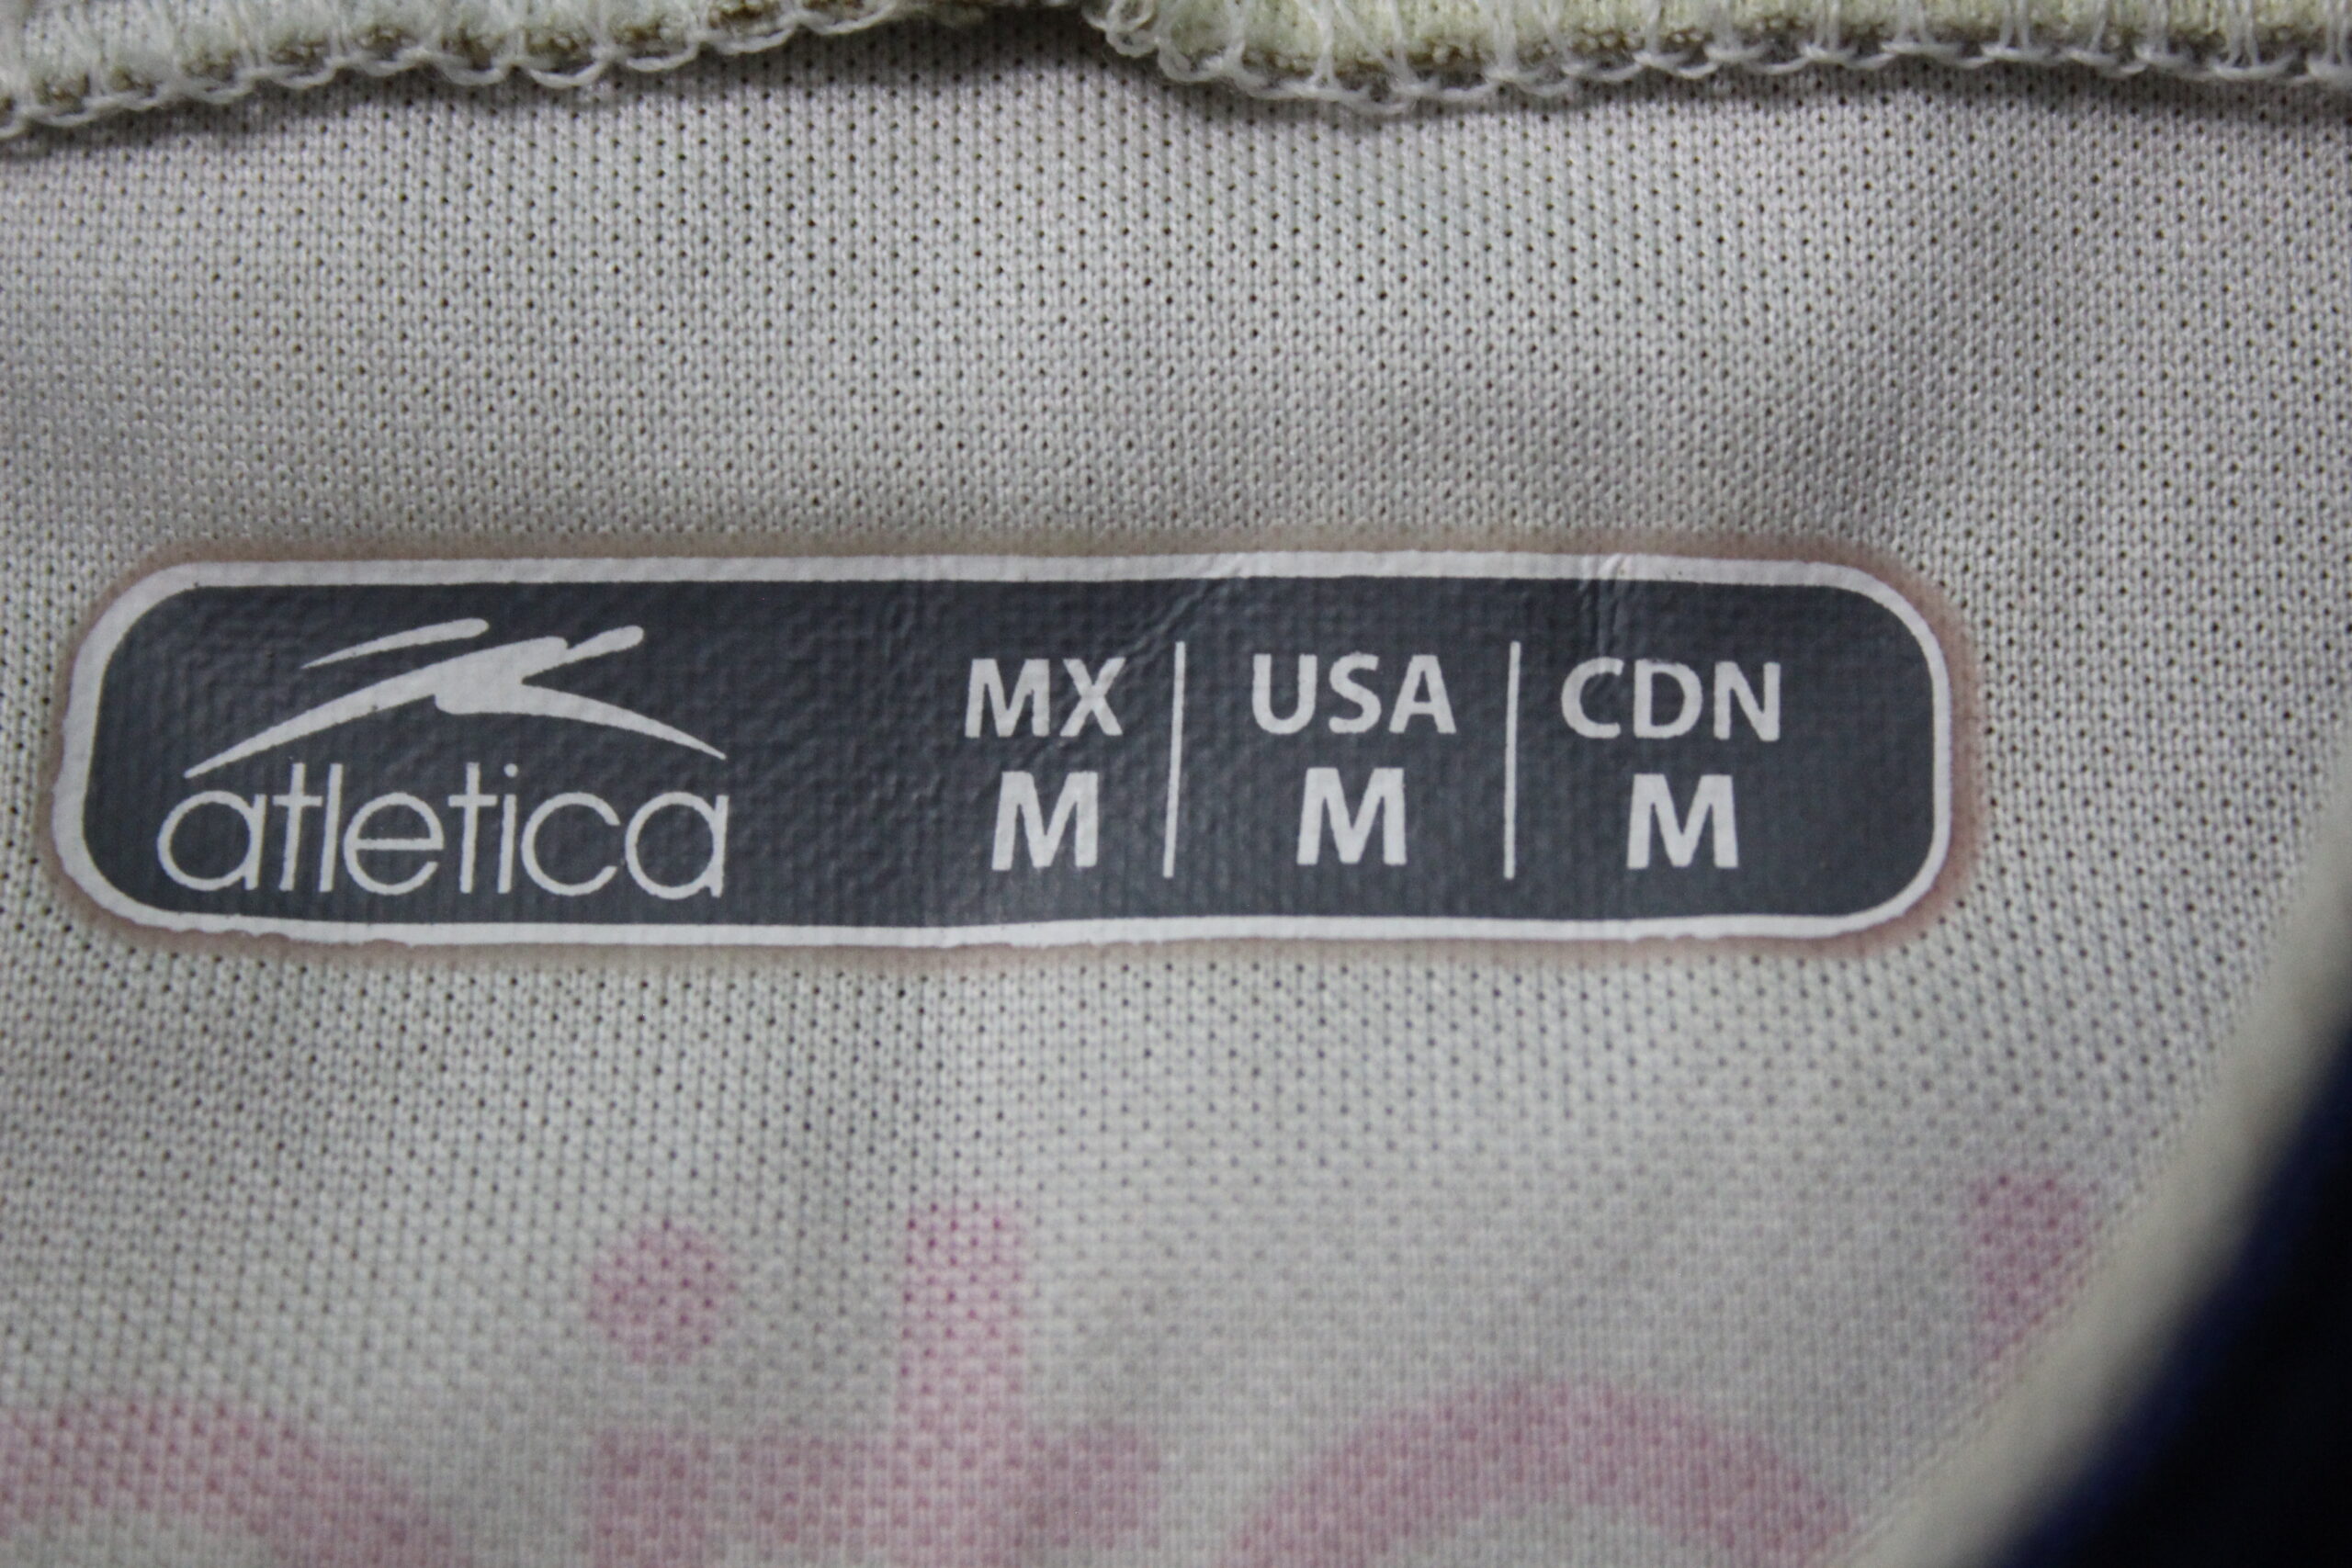 atletica
MX | USA | CDN
M | M | M